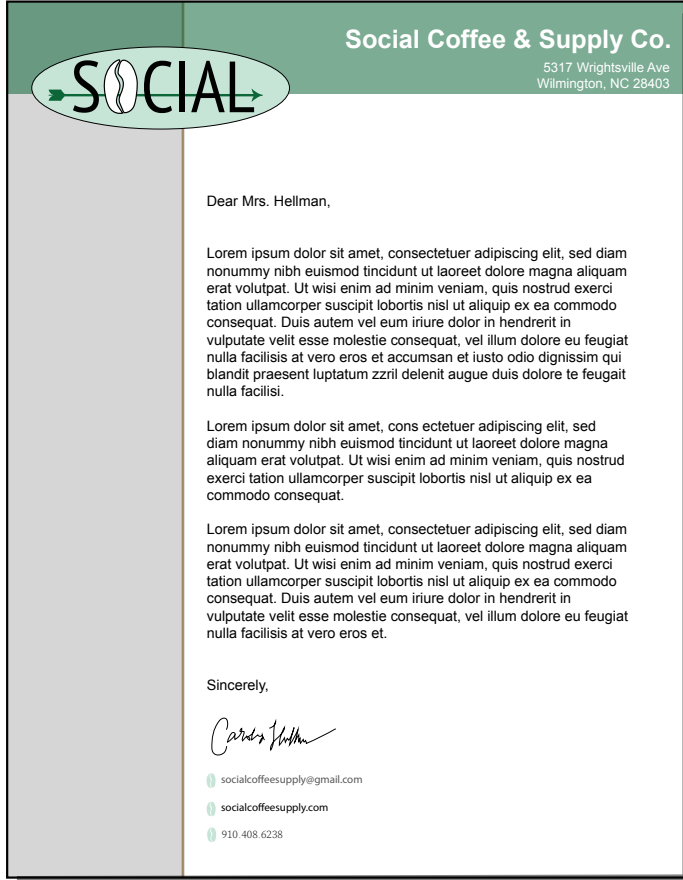 Social Coffee & Supply Co.
5317 Wrightsville Ave
Wilmington, NC 28403
SOCIAL
Dear Mrs. Hellman,
Lorem ipsum dolor sit amet, consectetuer adipiscing elit, sed diam
nonummy nibh euismod tincidunt ut laoreet dolore magna aliquam
erat volutpat. Ut wisi enim ad minim veniam, quis nostrud exerci
tation ullamcorper suscipit lobortis nisl ut aliquip ex ea commodo
consequat. Duis autem vel eum iriure dolor in hendrerit in
vulputate velit esse molestie consequat, vel illum dolore eu feugiat
nulla facilisis at vero eros et accumsan et iusto odio dignissim qui
blandit praesent luptatum zzril delenit augue duis dolore te feugait
nulla facilisi.
Lorem ipsum dolor sit amet, cons ectetuer adipiscing elit, sed
diam nonummy nibh euismod tincidunt ut laoreet dolore magna
aliquam erat volutpat. Ut wisi enim ad minim veniam, quis nostrud
exerci tation ullamcorper suscipit lobortis nisl ut aliquip ex ea
commodo consequat.
Lorem ipsum dolor sit amet, consectetuer adipiscing elit, sed diam
nonummy nibh euismod tincidunt ut laoreet dolore magna aliquam
erat volutpat. Ut wisi enim ad minim veniam, quis nostrud exerci
tation ullamcorper suscipit lobortis nisl ut aliquip ex ea commodo
consequat. Duis autem vel eum iriure dolor in hendrerit in
vulputate velit esse molestie consequat, vel illum dolore eu feugiat
nulla facilisis at vero eros et.
Sincerely,
socialcoffeesupply@gmail.com
socialcoffeesupply.com
910.408.6238